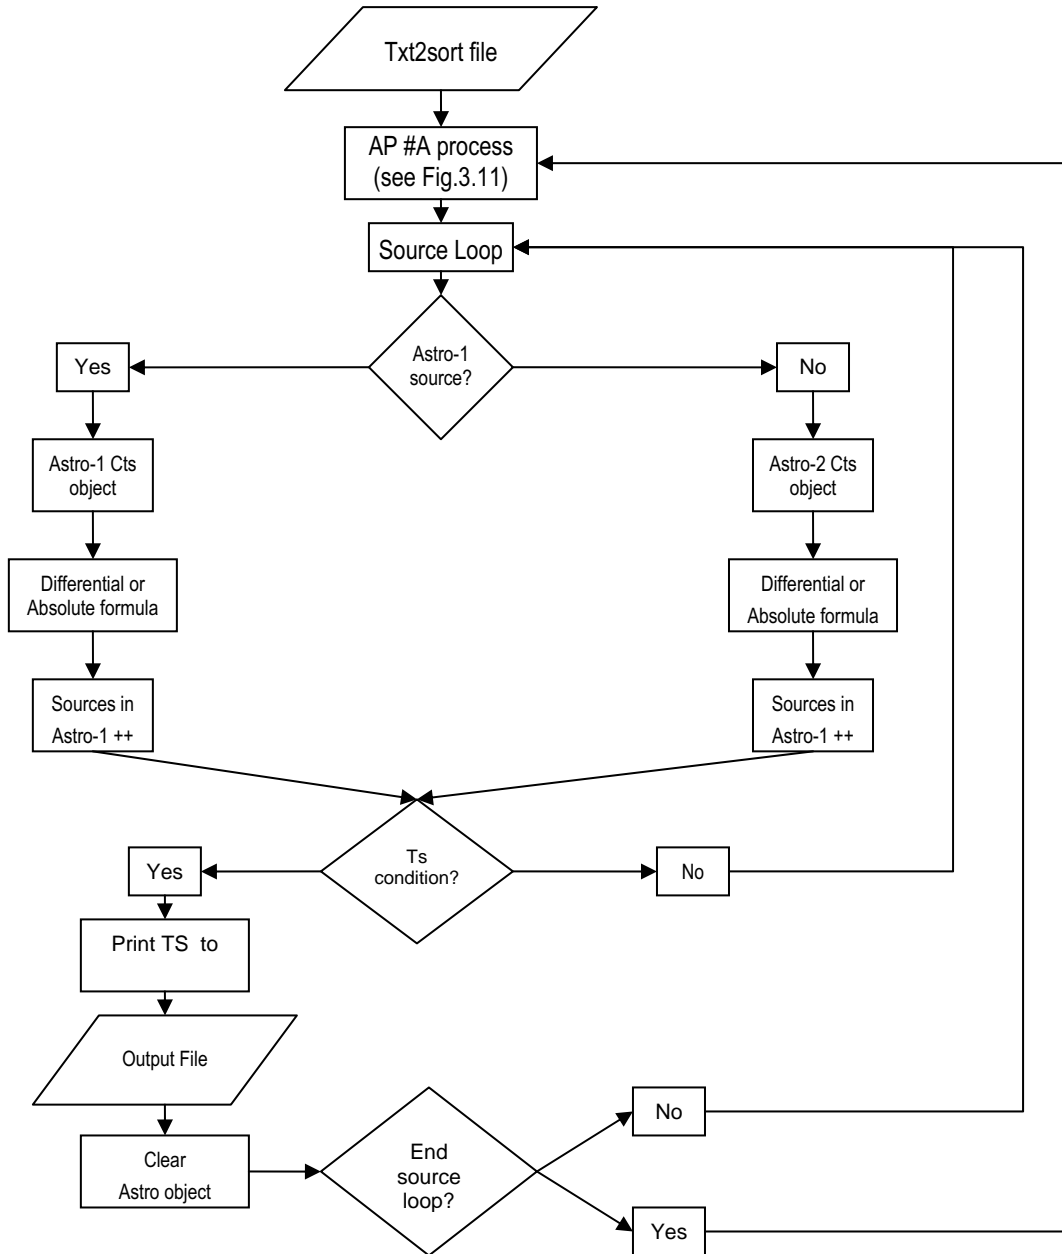 Txt2sort file
AP #A process
(see Fig.3.11)
Source Loop
Astro-1
source?
Yes
No
Astro-1 Cts
object
Astro-2 Cts
object
Differential or
Absolute formula
Differential or
Absolute formula
Sources in
Astro-1 ++
Sources in
Astro-1 ++
Ts
condition?
Yes
No
Print TS to
Output File
Clear
Astro object
End
source
loop?
No
Yes